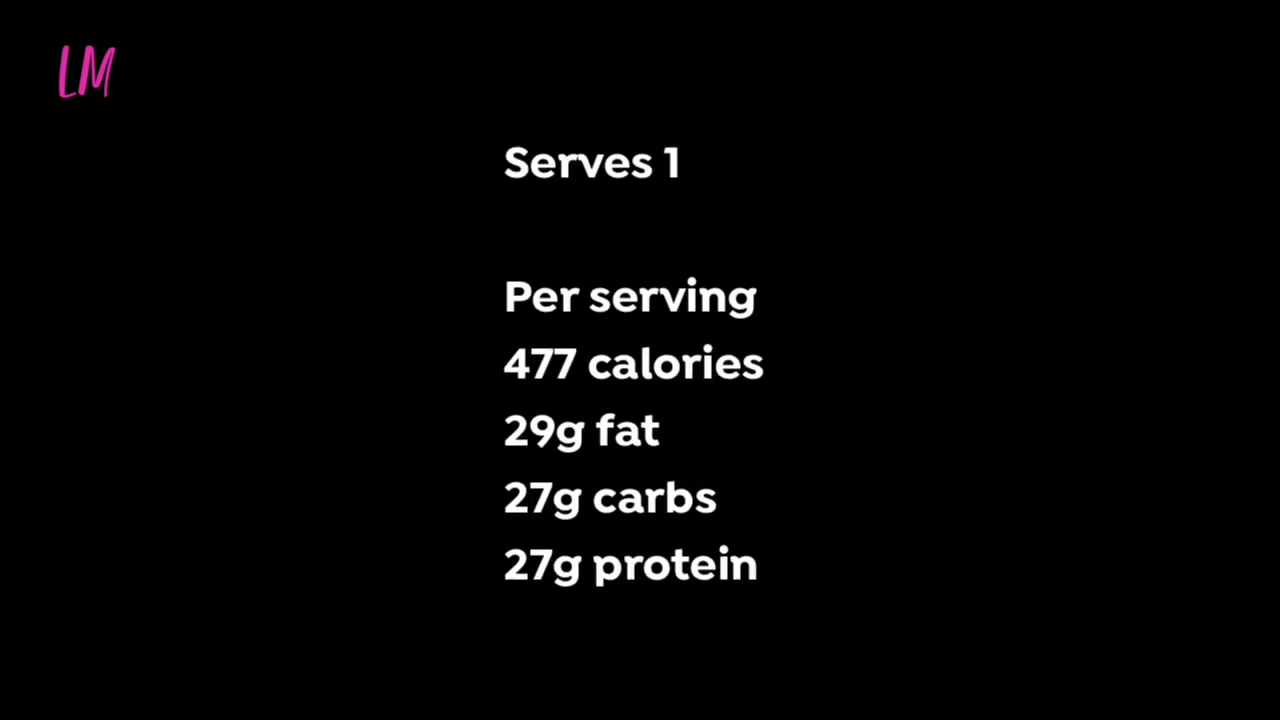 LM
Serves 1
Per serving
477 calories
29g fat
27g carbs
27g protein